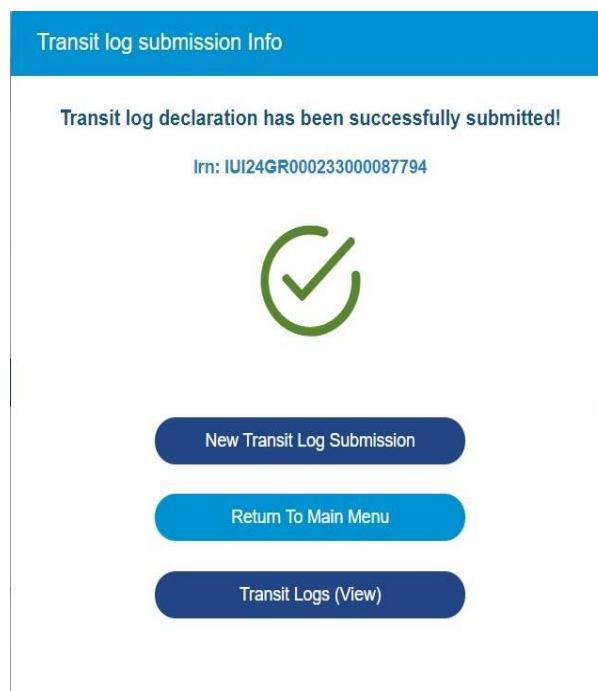 Transit log submission Info
Transit log declaration has been successfully submitted!
Irn: IUI24GR000233000087794
New Transit Log Submission
Return To Main Menu
Transit Logs (View)